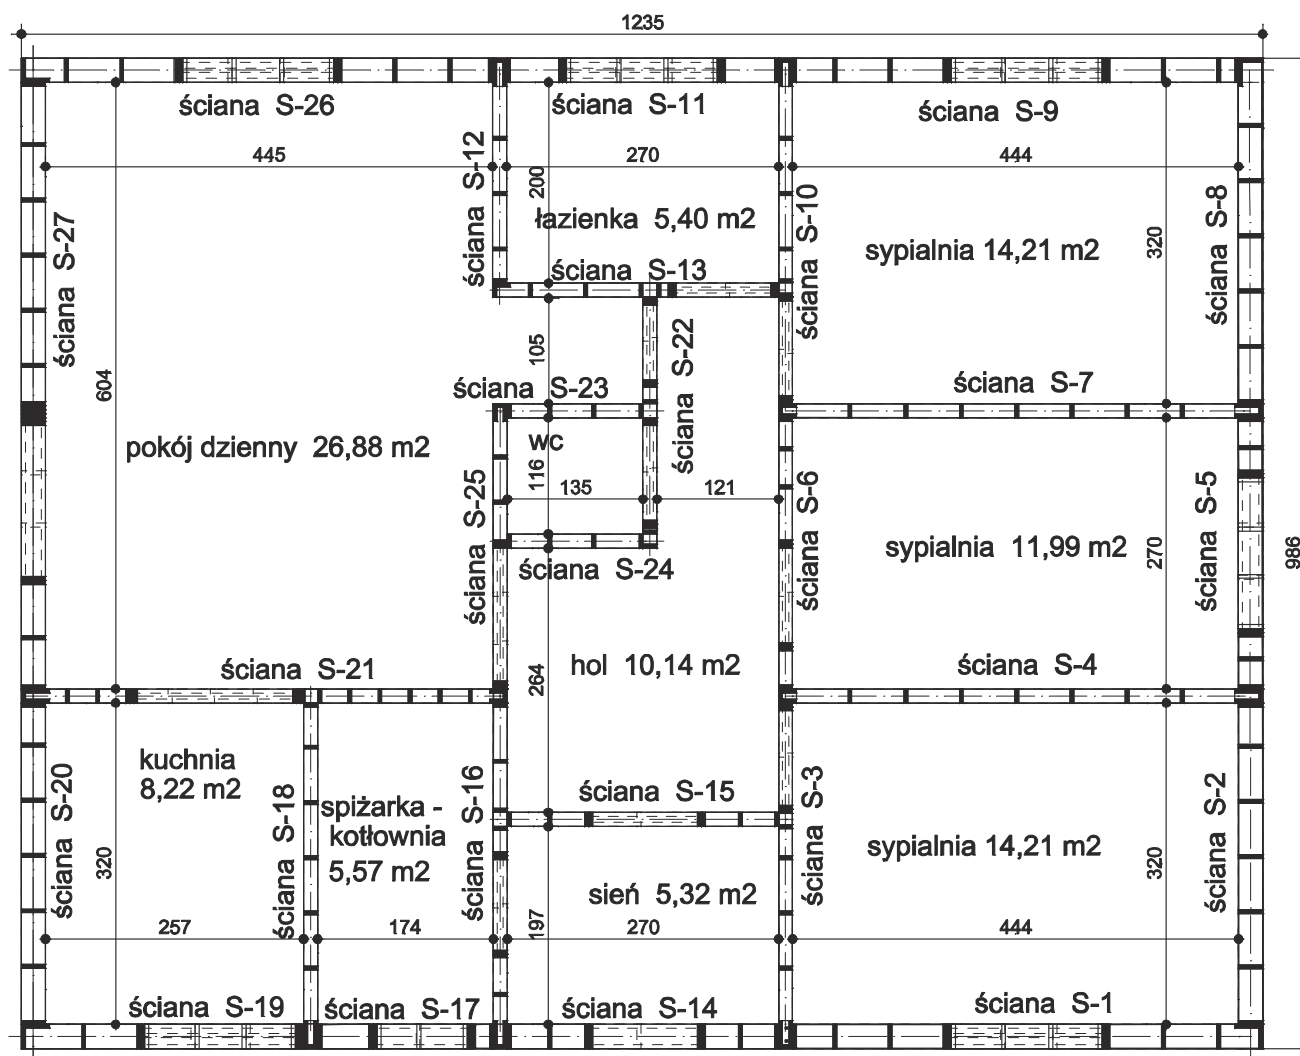 1235
ściana S-26
ściana S-11
ściana S-9
445
270
444
ściana S-12
200
łazienka 5,40 m2
ściana S-10
sypialnia 14,21 m2
320
ściana S-8
ściana S-27
ściana S-13
604
105
ściana S-22
ściana S-23
ściana S-7
pokój dzienny 26,88 m2
WC
116
135
121
ściana S-25
ściana S-6
sypialnia 11,99 m2
270
ściana S-5
986
ściana S-24
ściana S-21
264
hol 10,14 m2
ściana S-4
kuchnia
8,22 m2
ściana S-20
ściana S-18
spiżarka -
kotłownia
5,57 m2
ściana S-16
ściana S-15
ściana S-3
sypialnia 14,21 m2
320
ściana S-2
320
sień 5,32 m2
197
257
174
270
444
ściana S-19
ściana S-17
ściana S-14
ściana S-1